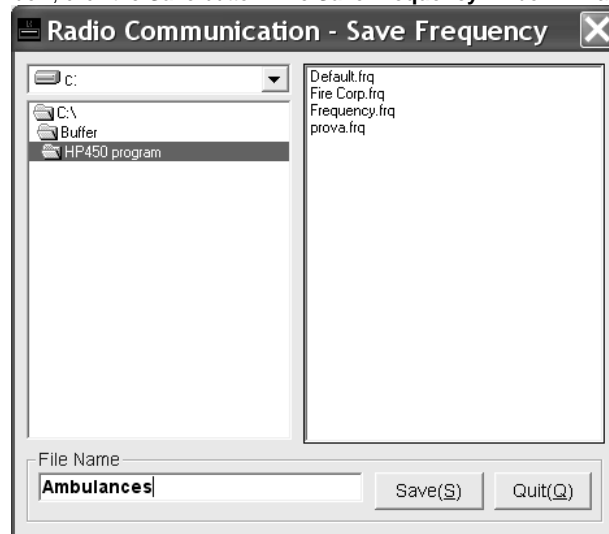 Radio Communication - Save Frequency
c:
C:\
Buffer
HP450 program
Default.frq
Fire Corp.frq
Frequency.frq
prova.frq
File Name
Ambulances
Save(S)
Quit(Q)